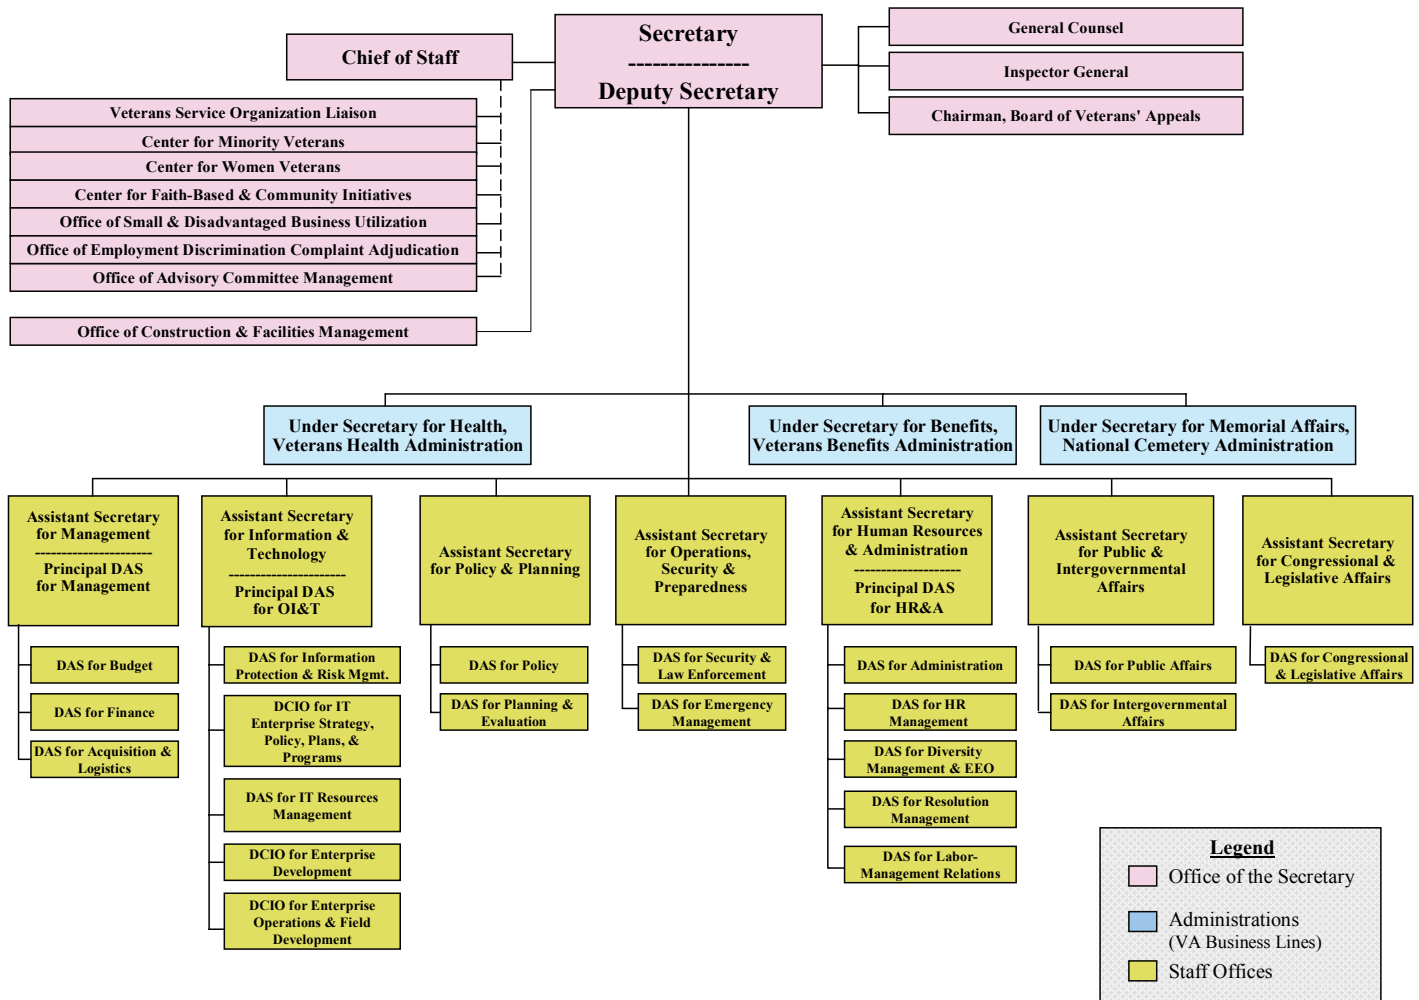 Secretary
---------------
Deputy Secretary
Chief of Staff
General Counsel
Inspector General
Chairman, Board of Veterans' Appeals
Veterans Service Organization Liaison
Center for Minority Veterans
Center for Women Veterans
Center for Faith-Based & Community Initiatives
Office of Small & Disadvantaged Business Utilization
Office of Employment Discrimination Complaint Adjudication
Office of Advisory Committee Management
Office of Construction & Facilities Management
Under Secretary for Health,
Veterans Health Administration
Under Secretary for Benefits,
Veterans Benefits Administration
Under Secretary for Memorial Affairs,
National Cemetery Administration
Assistant Secretary
for Management
----------------------
Principal DAS
for Management
DAS for Budget
DAS for Finance
DAS for Acquisition &
Logistics
Assistant Secretary
for Information &
Technology
----------------------
Principal DAS
for OI&T
DAS for Information
Protection & Risk Mgmt.
DCIO for IT
Enterprise Strategy,
Policy, Plans, &
Programs
DAS for IT Resources
Management
DCIO for Enterprise
Development
DCIO for Enterprise
Operations & Field
Development
Assistant Secretary
for Policy & Planning
DAS for Policy
DAS for Planning &
Evaluation
Assistant Secretary
for Operations,
Security &
Preparedness
DAS for Security &
Law Enforcement
DAS for Emergency
Management
Assistant Secretary
for Human Resources
& Administration
--------------------
Principal DAS
for HR&A
DAS for Administration
DAS for HR
Management
DAS for Diversity
Management & EEO
DAS for Resolution
Management
DAS for Labor-
Management Relations
Assistant Secretary
for Public &
Intergovernmental
Affairs
DAS for Public Affairs
DAS for Intergovernmental
Affairs
Assistant Secretary
for Congressional &
Legislative Affairs
DAS for Congressional
& Legislative Affairs
Legend
Office of the Secretary
Administrations
(VA Business Lines)
Staff Offices